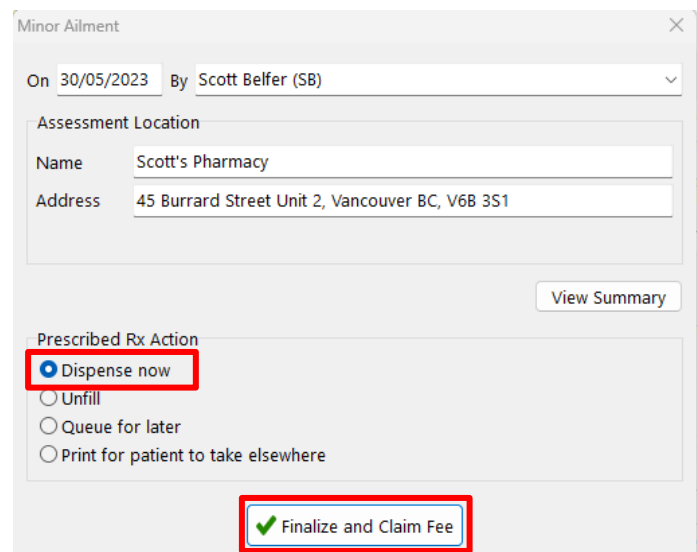 Minor Ailment
On 30/05/2023 By Scott Belfer (SB)
Assessment Location
Name Scott's Pharmacy
Address 45 Burrard Street Unit 2, Vancouver BC, V6B 3S1
View Summary
Prescribed Rx Action
Dispense now
Unfill
Queue for later
Print for patient to take elsewhere
Finalize and Claim Fee